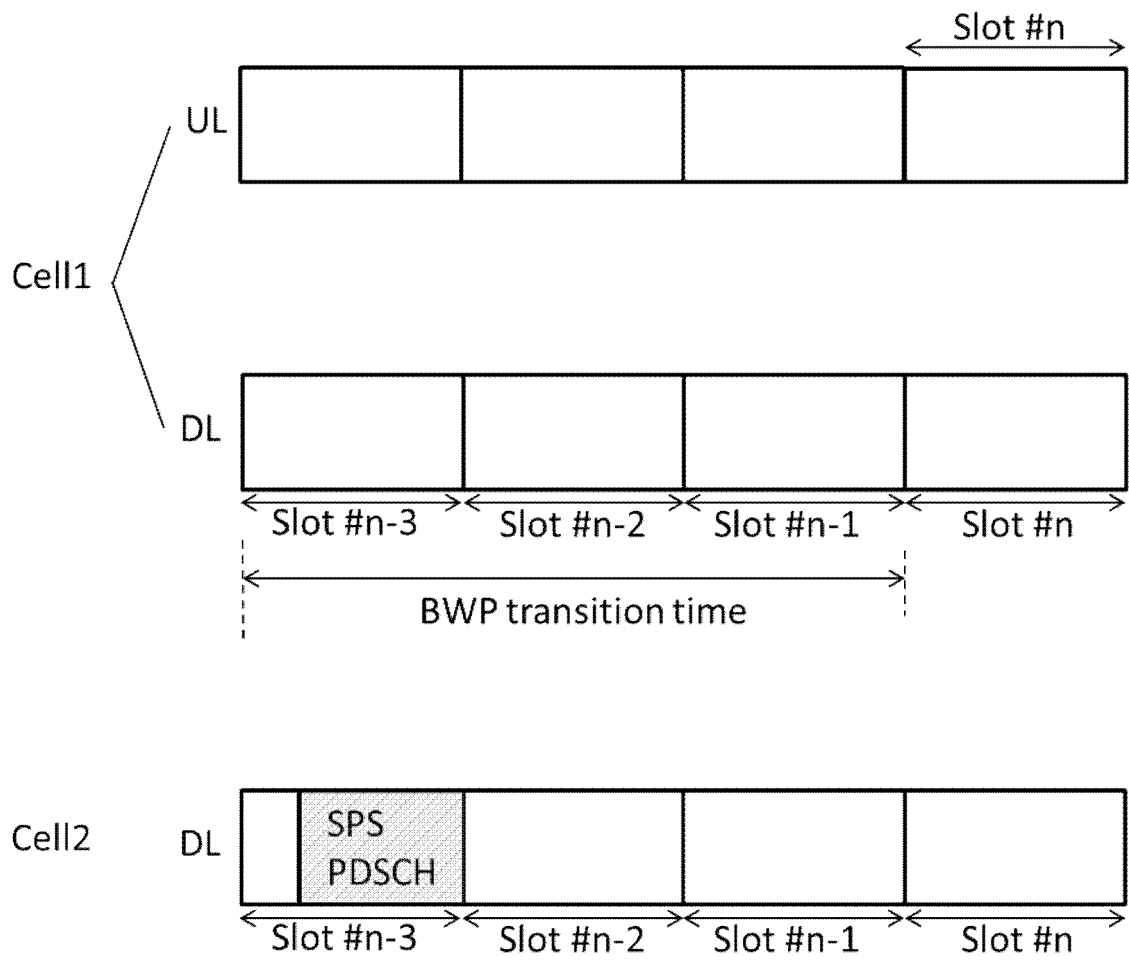 Slot #n
UL
Cell1
DL
Slot #n-3
Slot #n-2
Slot #n-1
Slot #n
BWP transition time
Cell2
DL
SPS
PDSCH
Slot #n-3
Slot #n-2
Slot #n-1
Slot #n